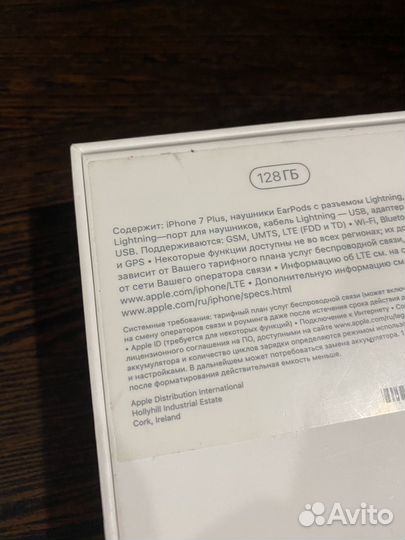 128ГБ
Содержит: iPhone 7 Plus, наушники EarPods с разъемом Lightning,
Lightning—порт для наушников, кабель Lightning — USB, адаптер
USB. Поддерживаются: GSM, UMTS, LTE (FDD и TD) • Wi-Fi, Bluetoo
и GPS • Некоторые функции доступны не во всех регионах; их до
зависит от Вашего тарифного плана услуг беспроводной связи,
от сети Вашего оператора связи • Информацию об LTE см. на с
www.apple.com/iphone/LTE • Дополнительную информацию см.
www.apple.com/ru/iphone/specs.html
Системные требования: тарифный план услуг беспроводной связи (может включ
на смену операторов связи и роуминга даже после истечения срока действия д
• Apple ID (требуется для некоторых функций) • Подключение к Интернету • Со
лицензионного соглашения на ПО, доступны на сайте www.apple.com/ru/leg
аккумулятора и количество циклов зарядки определяются режимом использов
и настройками. В дальнейшем может потребоваться замена аккумулятора. 1
после форматирования действительная емкость меньше.
Apple Distribution International
Hollyhill Industrial Estate
Cork, Ireland
Avito